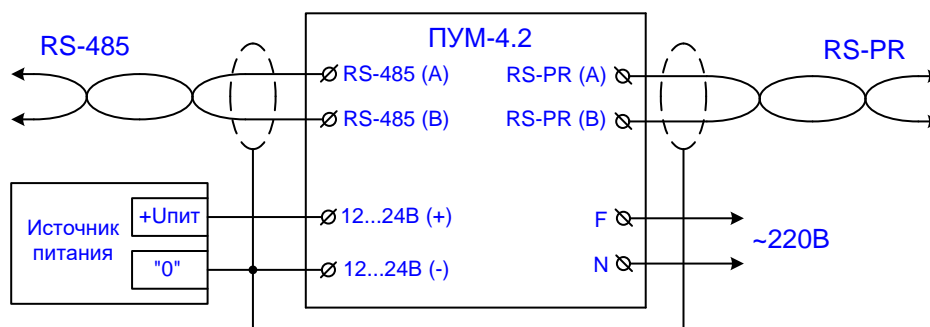 ПУМ-4.2
RS-485
RS-PR
RS-485 (A)
RS-PR (A)
RS-485 (B)
RS-PR (B)
Источник
питания
+Uпит
"0"
12...24В (+)
12...24В (-)
F
N
~220В